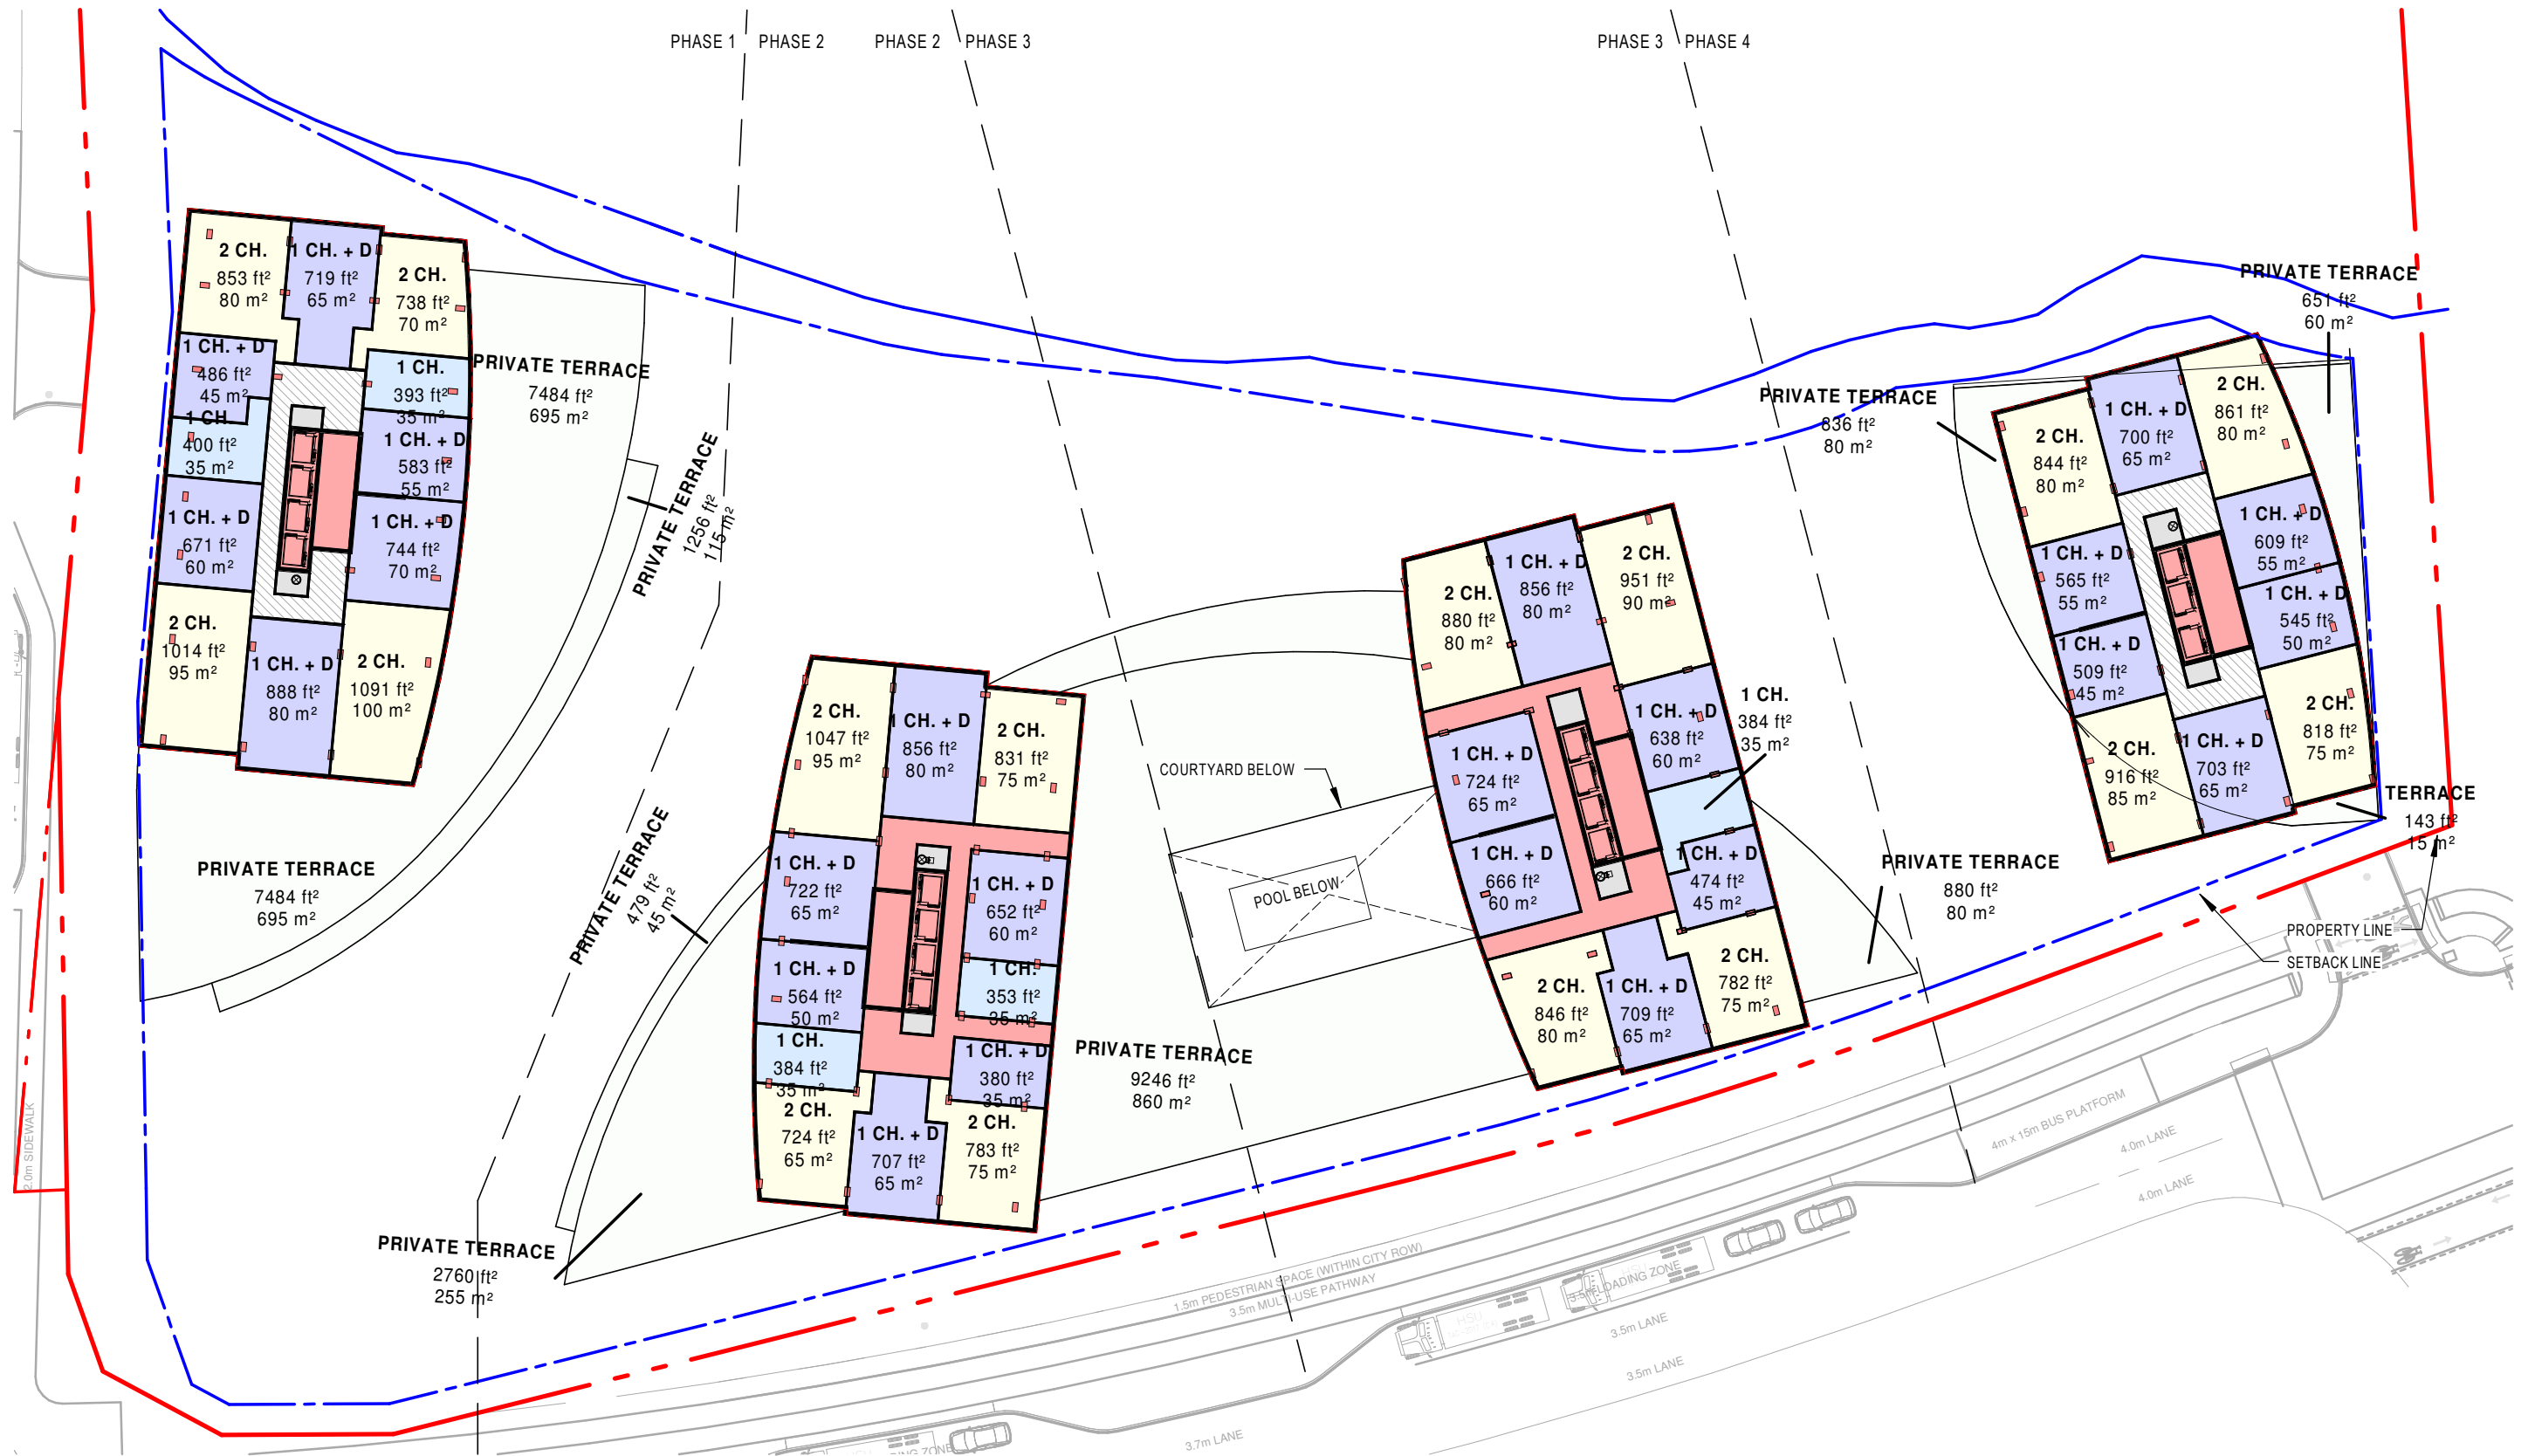 PHASE 1
PHASE 2
PHASE 2
PHASE 3
PHASE 3
PHASE 4
2 CH.
853 ft²
80 m²
1 CH. + D
719 ft²
65 m²
2 CH.
738 ft²
70 m²
1 CH. + D
486 ft²
45 m²
1 CH.
393 ft²
35 m²
1 CH.
400 ft²
35 m²
1 CH. + D
583 ft²
55 m²
1 CH. + D
671 ft²
60 m²
1 CH. + D
744 ft²
70 m²
2 CH.
1014 ft²
95 m²
1 CH. + D
888 ft²
80 m²
2 CH.
1091 ft²
100 m²
PRIVATE TERRACE
7484 ft²
695 m²
PRIVATE TERRACE
1256 ft²
115 m²
PRIVATE TERRACE
7484 ft²
695 m²
PRIVATE TERRACE
479 ft²
45 m²
PRIVATE TERRACE
2760 ft²
255 m²
2 CH.
1047 ft²
95 m²
1 CH. + D
856 ft²
80 m²
2 CH.
831 ft²
75 m²
1 CH. + D
722 ft²
65 m²
1 CH. + D
652 ft²
60 m²
1 CH. + D
564 ft²
50 m²
1 CH.
353 ft²
35 m²
1 CH.
384 ft²
35 m²
1 CH. + D
380 ft²
35 m²
2 CH.
724 ft²
65 m²
1 CH. + D
707 ft²
65 m²
2 CH.
783 ft²
75 m²
PRIVATE TERRACE
9246 ft²
860 m²
COURTYARD BELOW
POOL BELOW
2 CH.
880 ft²
80 m²
1 CH. + D
856 ft²
80 m²
2 CH.
951 ft²
90 m²
1 CH. + D
724 ft²
65 m²
1 CH. + D
638 ft²
60 m²
1 CH.
384 ft²
35 m²
1 CH. + D
666 ft²
60 m²
1 CH. + D
474 ft²
45 m²
2 CH.
846 ft²
80 m²
1 CH. + D
709 ft²
65 m²
2 CH.
782 ft²
75 m²
PRIVATE TERRACE
880 ft²
80 m²
PRIVATE TERRACE
836 ft²
80 m²
PRIVATE TERRACE
651 ft²
60 m²
2 CH.
844 ft²
80 m²
1 CH. + D
700 ft²
65 m²
2 CH.
861 ft²
80 m²
1 CH. + D
565 ft²
55 m²
1 CH. + D
609 ft²
55 m²
1 CH. + D
509 ft²
45 m²
1 CH. + D
545 ft²
50 m²
2 CH.
916 ft²
85 m²
1 CH. + D
703 ft²
65 m²
2 CH.
818 ft²
75 m²
TERRACE
143 ft²
15 m²
PROPERTY LINE
SETBACK LINE
2.0m SIDEWALK
1.5m PEDESTRIAN SPACE (WITHIN CITY ROW)
3.5m MULTI-USE PATHWAY
4m x 15m BUS PLATFORM
4.0m LANE
4.0m LANE
LOADING ZONE
HSU
3.5m LANE
3.5m LANE
3.7m LANE